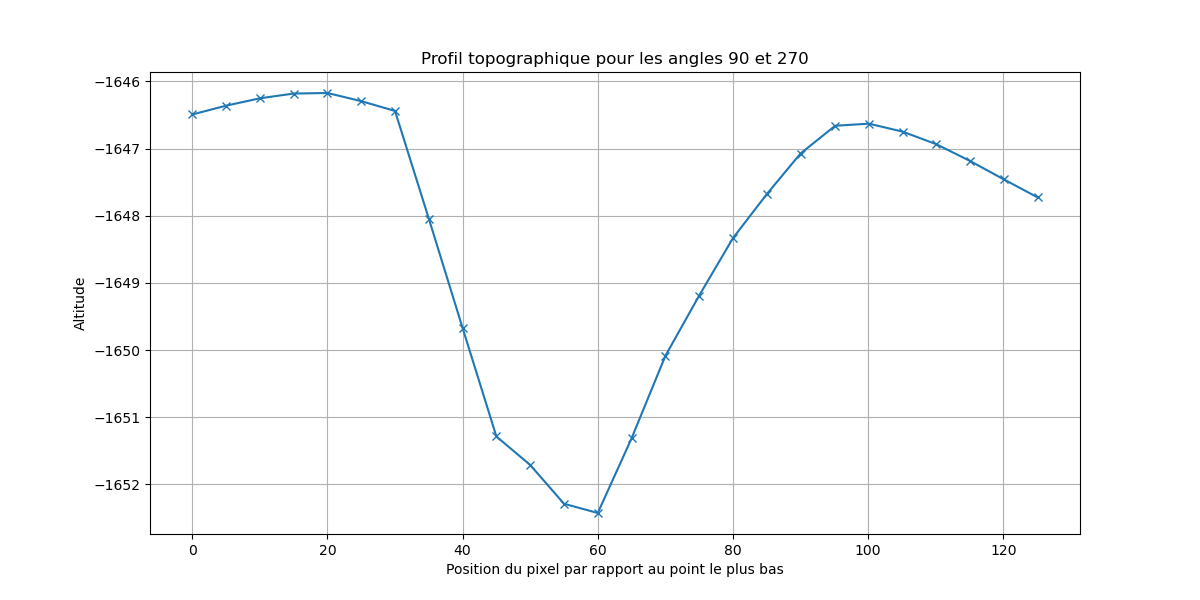 Profil topographique pour les angles 90 et 270
−1646
−1647
−1648
−1649
−1650
−1651
−1652
Altitude
0 20 40 60 80 100 120
Position du pixel par rapport au point le plus bas